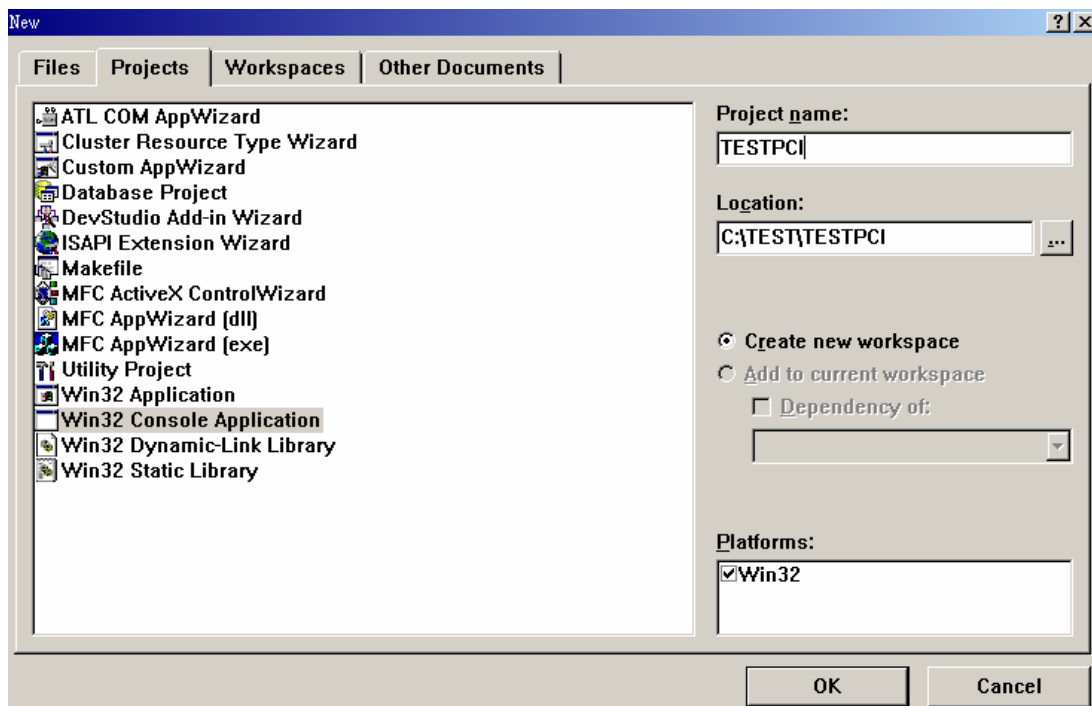 New
Files Projects Workspaces Other Documents
ATL COM AppWizard
Cluster Resource Type Wizard
Custom AppWizard
Database Project
DevStudio Add-in Wizard
ISAPI Extension Wizard
Makefile
MFC ActiveX ControlWizard
MFC AppWizard (dll)
MFC AppWizard (exe)
Utility Project
Win32 Application
Win32 Console Application
Win32 Dynamic-Link Library
Win32 Static Library
Project name:
TESTPCI
Location:
C:\TEST\TESTPCI
...
Create new workspace
Add to current workspace
Dependency of:
Platforms:
Win32
OK Cancel